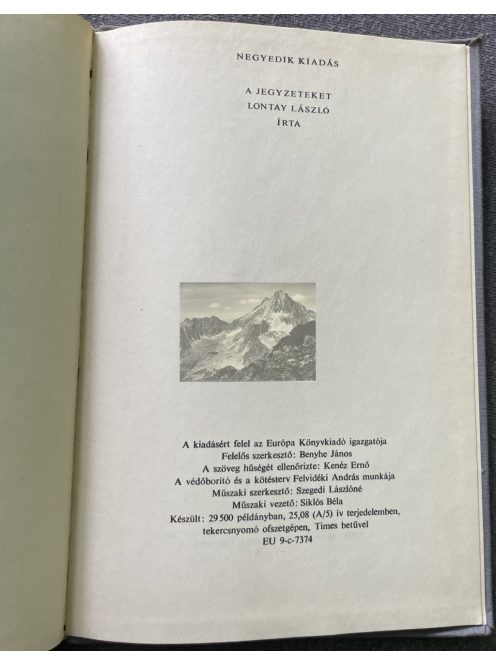 NEGYEDIK KIADÁS
A JEGYZETEKET
LONTAY LÁSZLÓ
ÍRTA
A kiadásért felel az Európa Könyvkiadó igazgatója
Felelős szerkesztő: Benyhe János
A szöveg hűségét ellenőrizte: Kenéz Ernő
A védőborító és a kötésterv Felvidéki András munkája
Műszaki szerkesztő: Szegedi Lászlóné
Műszaki vezető: Siklós Béla
Készült: 29 500 példányban, 25,08 (A/5) ív terjedelemben,
tekercsnyomó ofszetgépen, Times betűvel
EU 9-c-7374